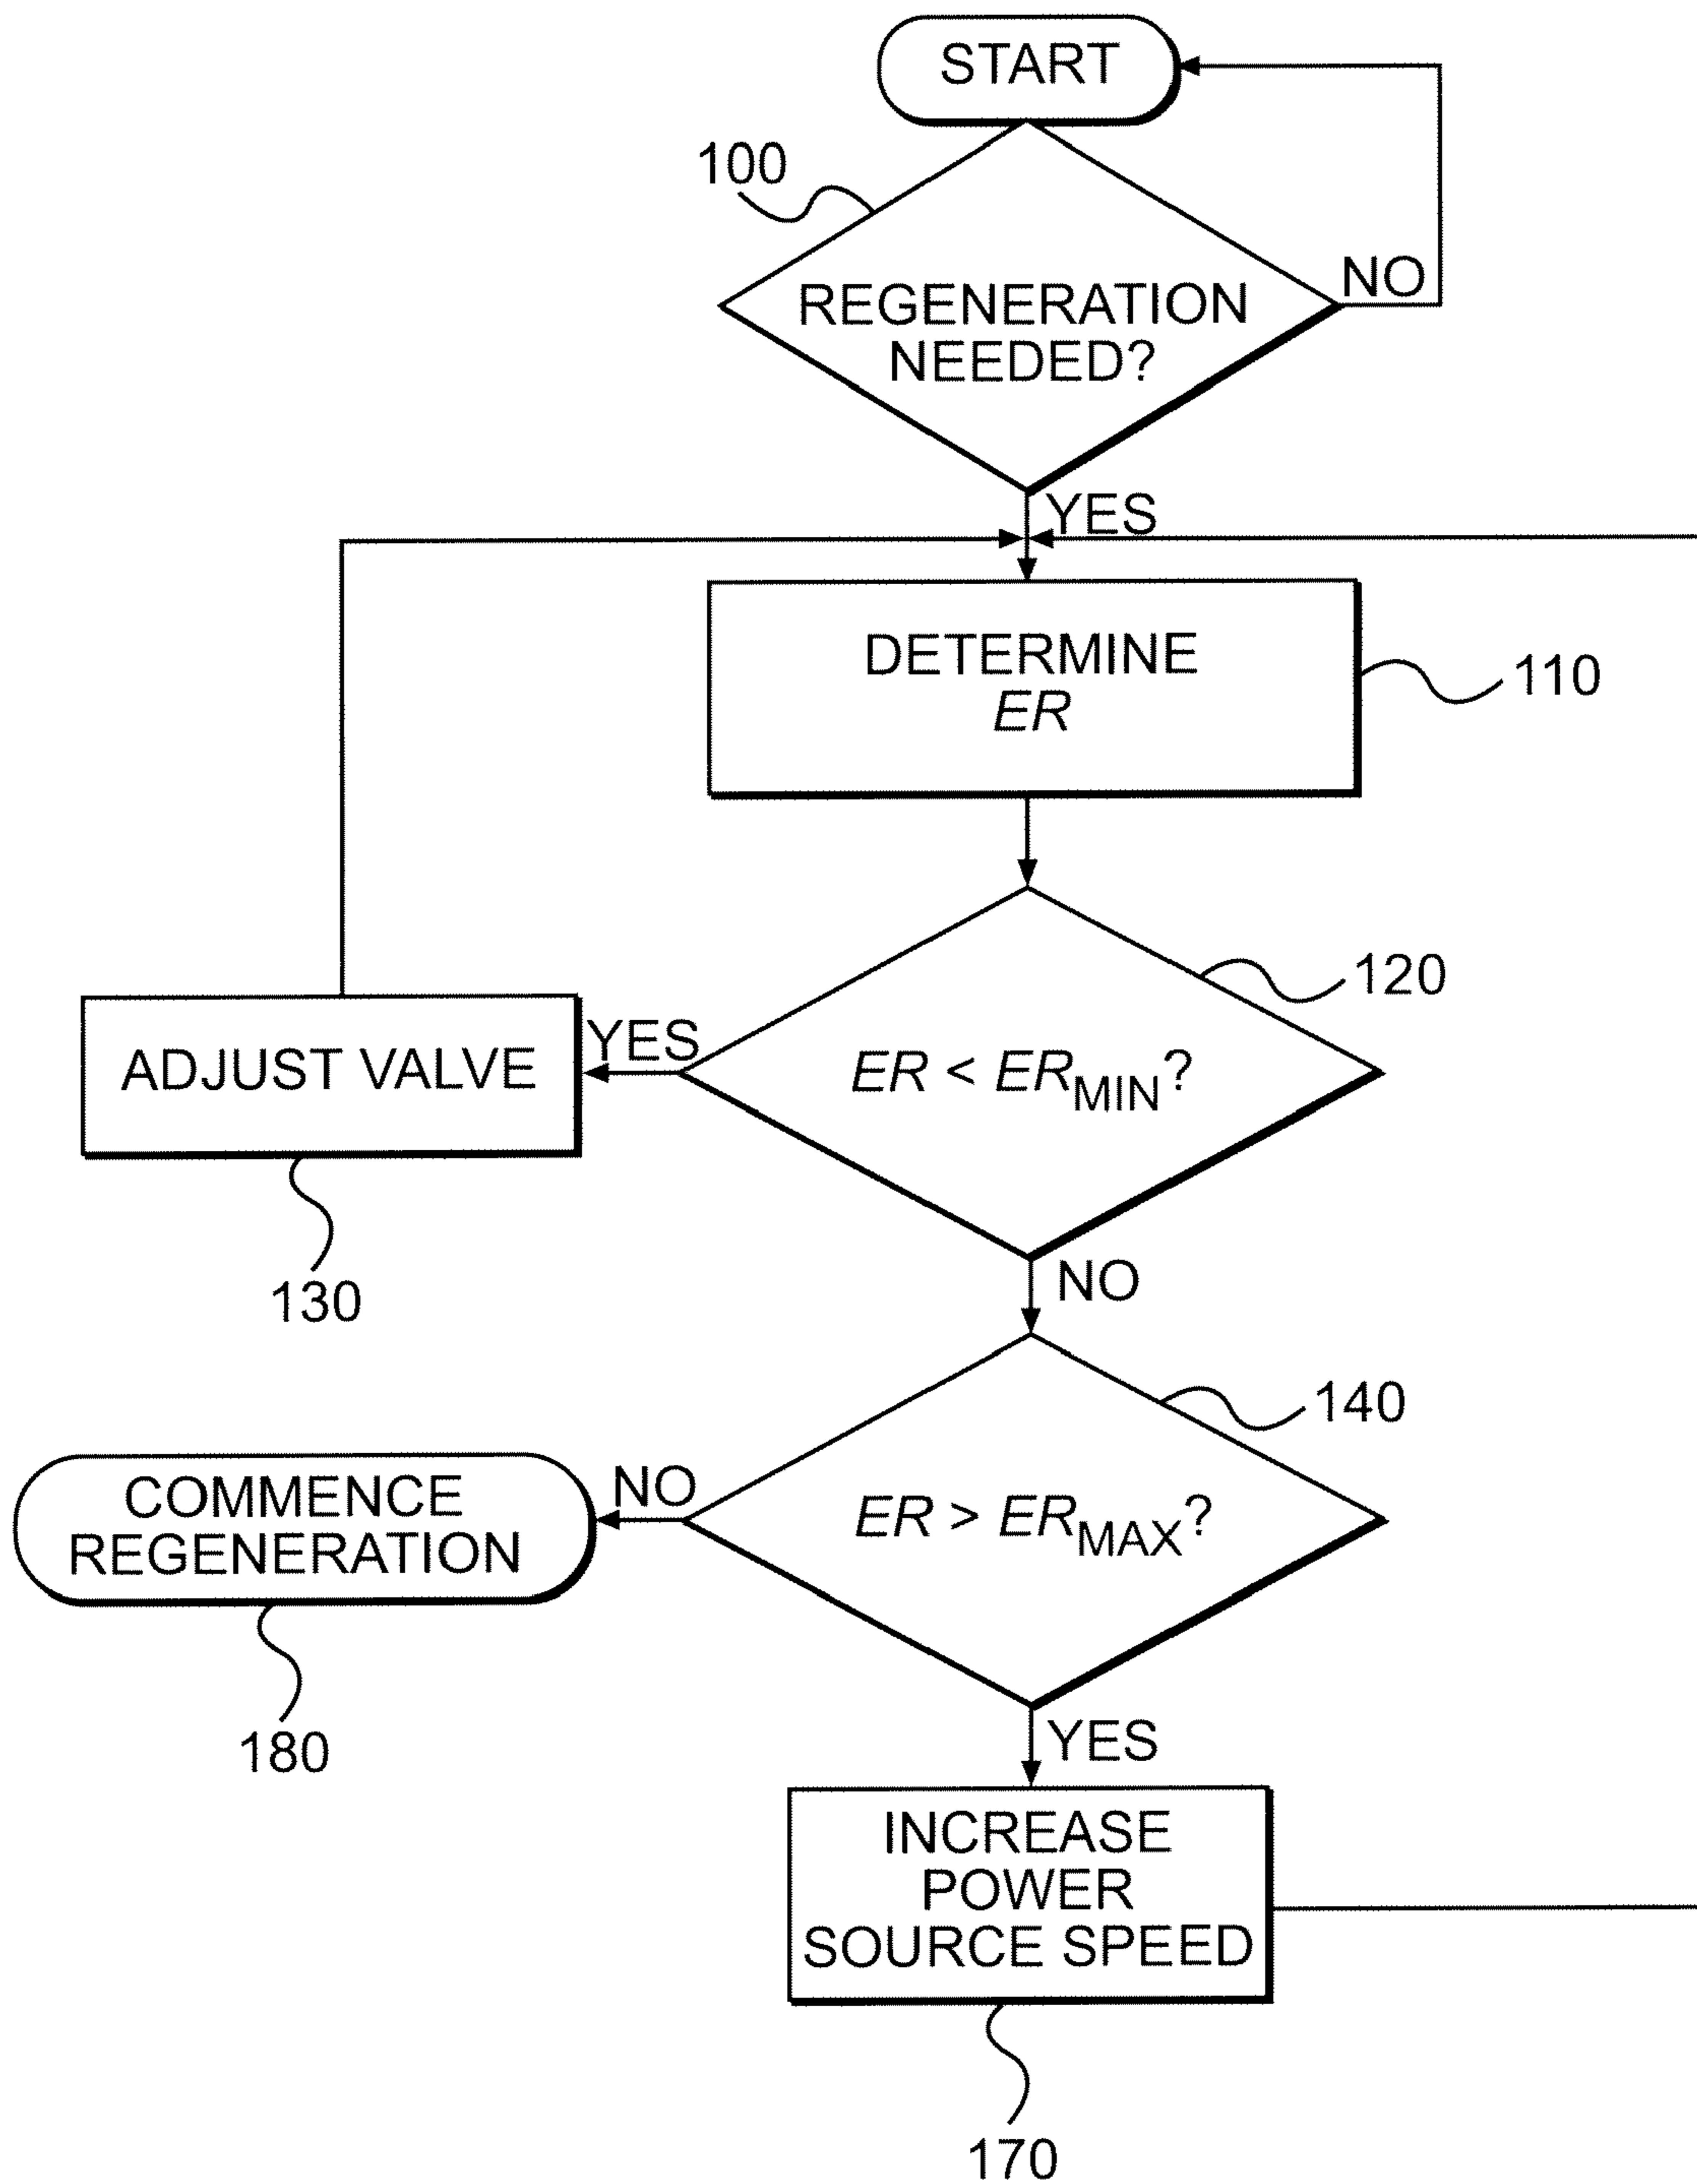 START
100
REGENERATION
NEEDED?
NO
YES
DETERMINE
ER
110
120
ER < ERMIN?
YES
ADJUST VALVE
130
NO
140
ER > ERMAX?
NO
COMMENCE
REGENERATION
180
YES
INCREASE
POWER
SOURCE SPEED
170